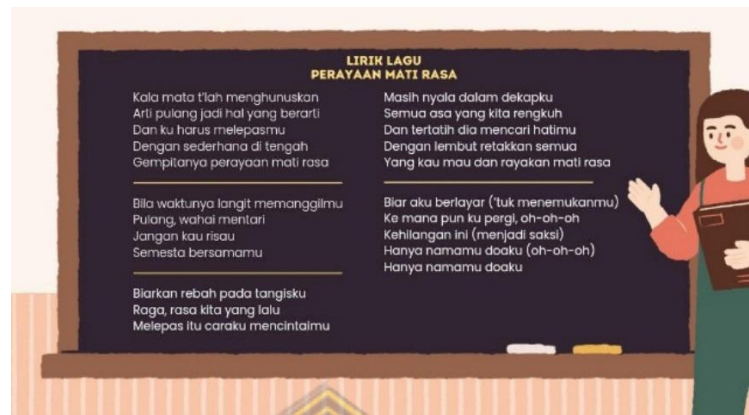 LIRIK LAGU
PERAYAAN MATI RASA
Kala mata t'lah menghunuskan
Arti pulang jadi hal yang berarti
Dan ku harus melepasmu
Dengan sederhana di tengah
Gempitanya perayaan mati rasa
Bila waktunya langit memanggilmu
Pulang, wahai mentari
Jangan kau risau
Semesta bersamamu
Biarkan rebah pada tangisku
Raga, rasa kita yang lalu
Melepas itu caraku mencintaimu
Masih nyala dalam dekapku
Semua asa yang kita rengkuh
Dan tertatih dia mencari hatimu
Dengan lembut retakkan semua
Yang kau mau dan rayakan mati rasa
Biar aku berlayar ('tuk menemukanmu)
Ke mana pun ku pergi, oh-oh-oh
Kehilangan ini (menjadi saksi)
Hanya namamu doaku (oh-oh-oh)
Hanya namamu doaku